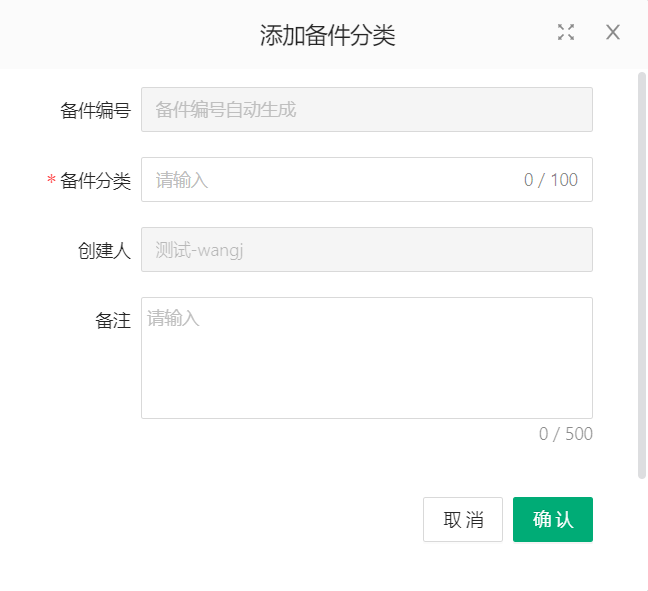 添加备件分类
备件编号 备件编号自动生成
* 备件分类 请输入 0 / 100
创建人 测试-wangj
备注 请输入
0 / 500
取消 确认